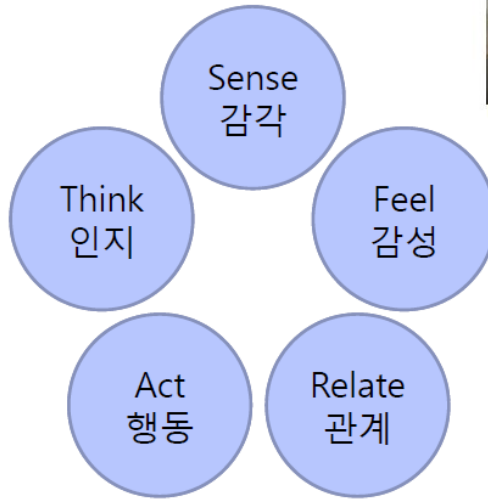 Sense
감각
Think
인지
Feel
감성
Act
행동
Relate
관계